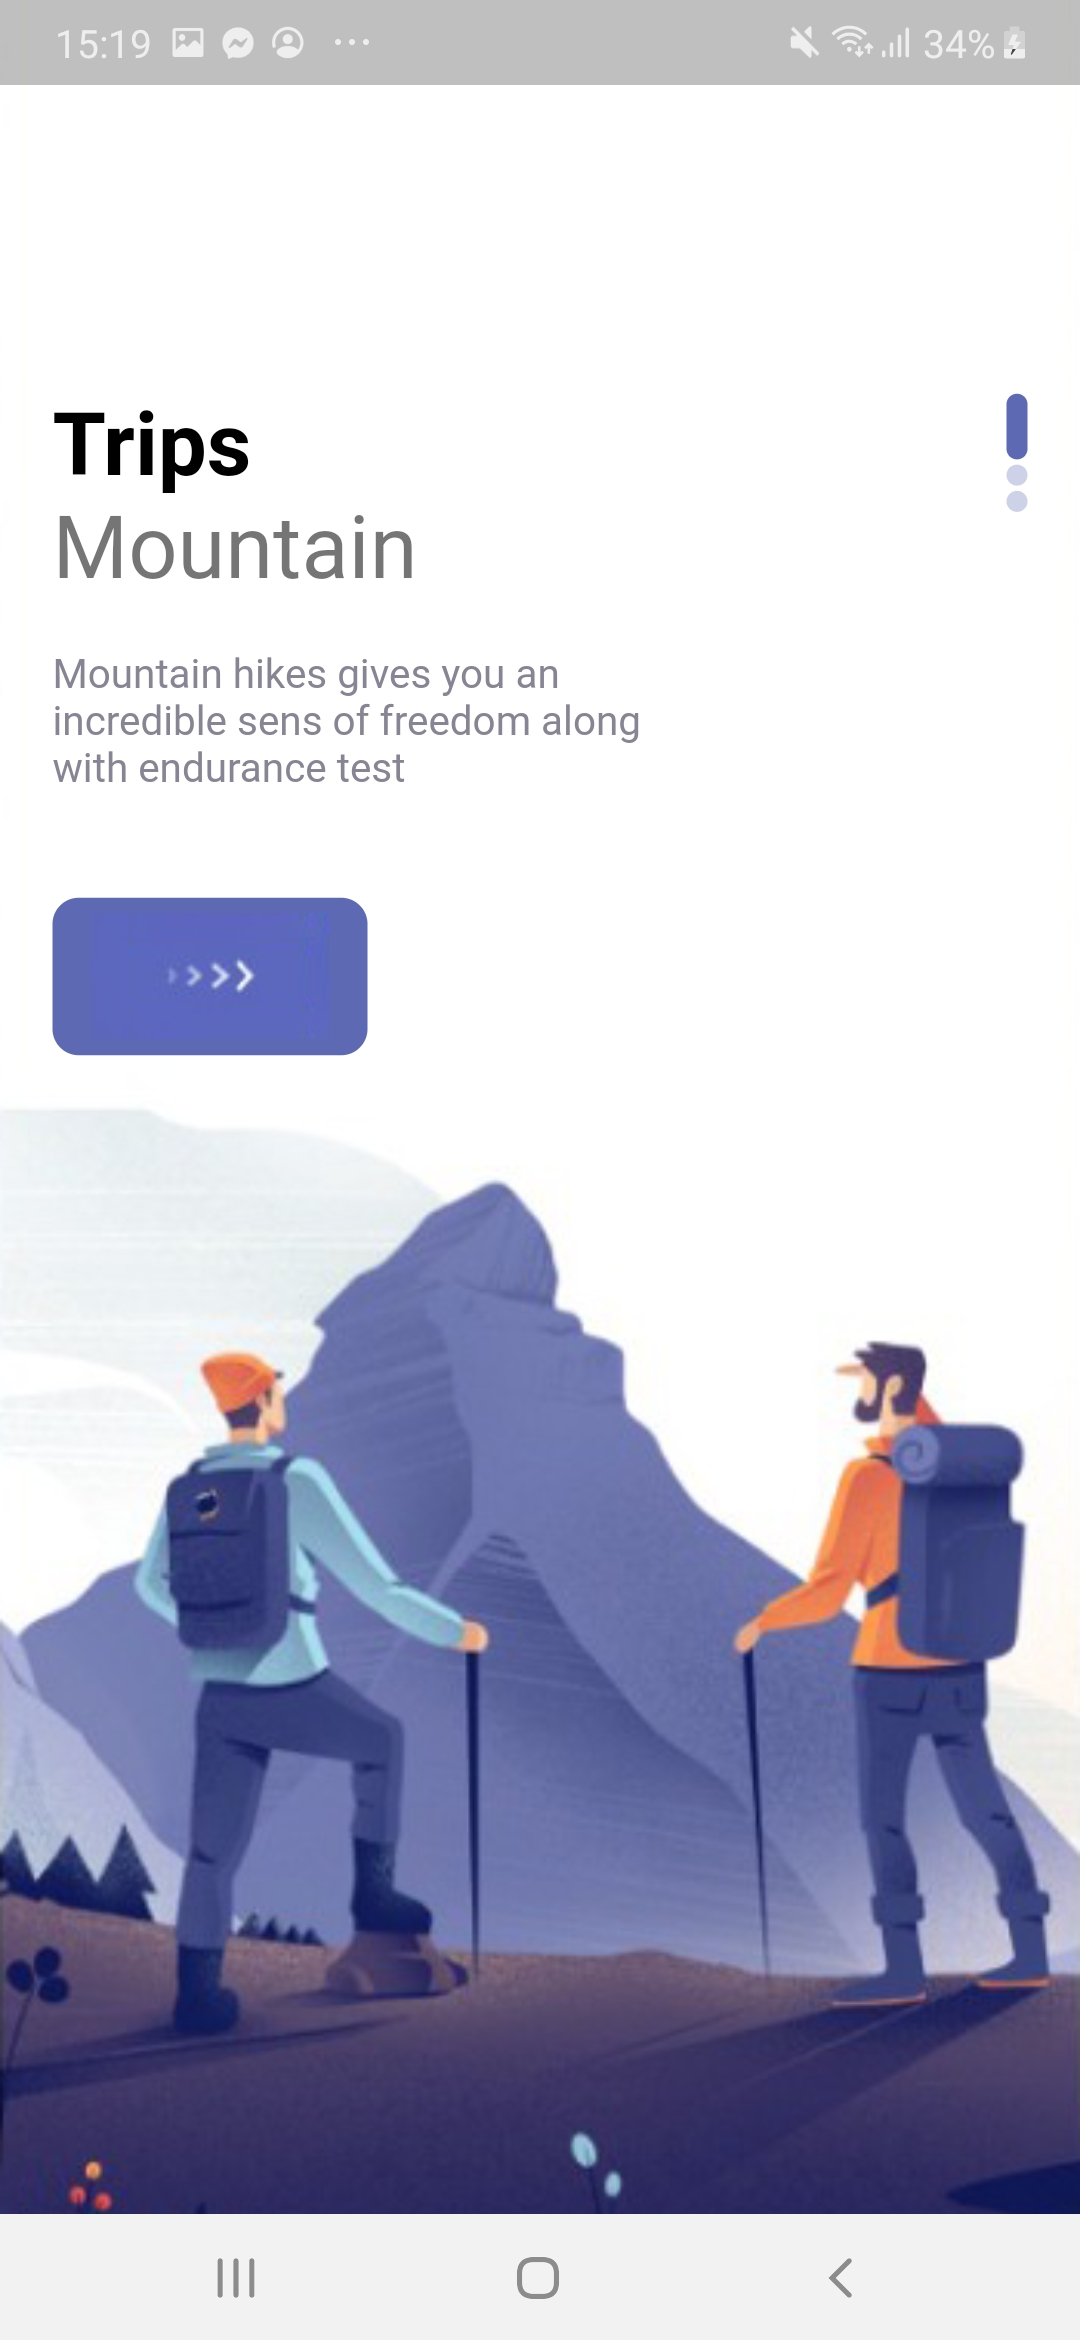 15:19
34%
Trips
Mountain
Mountain hikes gives you an
incredible sens of freedom along
with endurance test